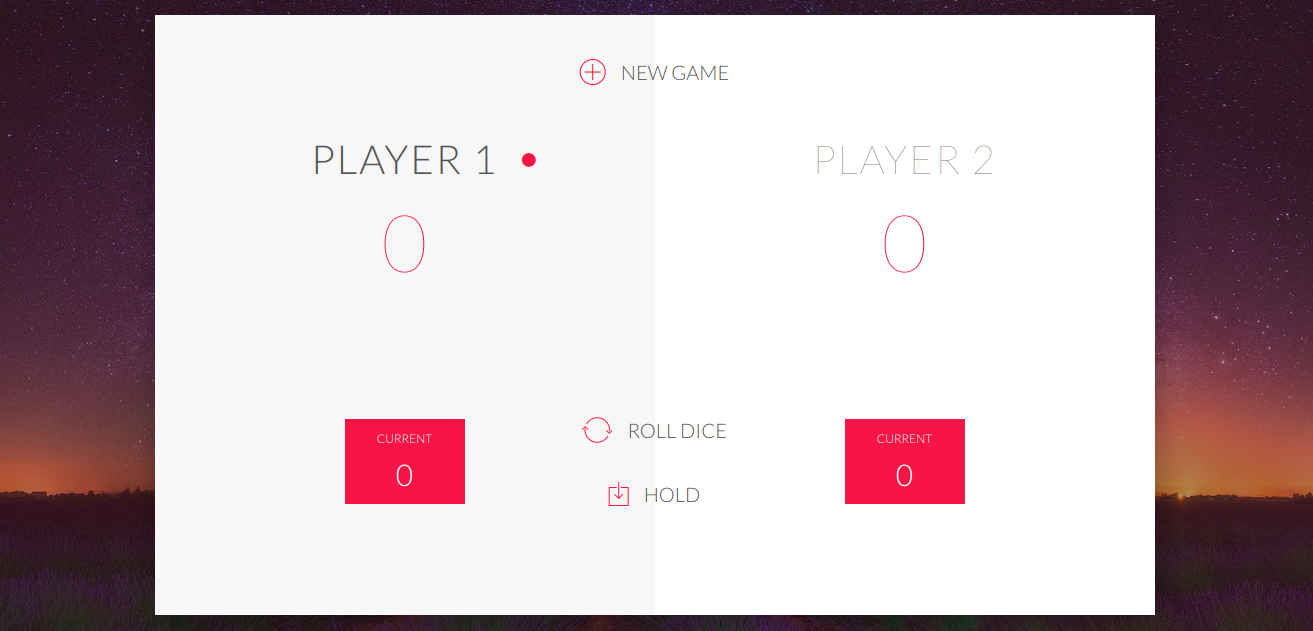 NEW GAME
PLAYER 1
PLAYER 2
0
0
CURRENT
0
ROLL DICE
HOLD
CURRENT
0